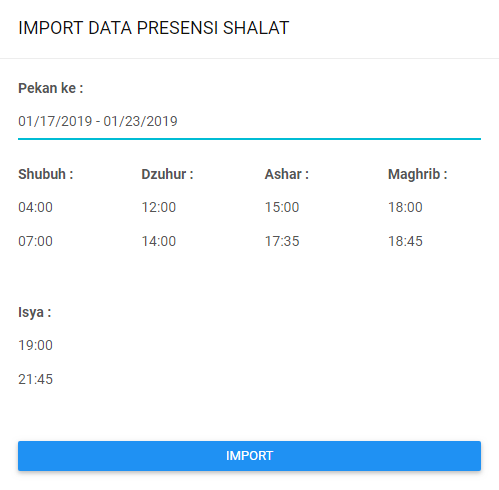 IMPORT DATA PRESENSI SHALAT
Pekan ke :
01/17/2019 - 01/23/2019
Shubuh : Dzuhur : Ashar : Maghrib :
04:00 12:00 15:00 18:00
07:00 14:00 17:35 18:45
Isya :
19:00
21:45
IMPORT